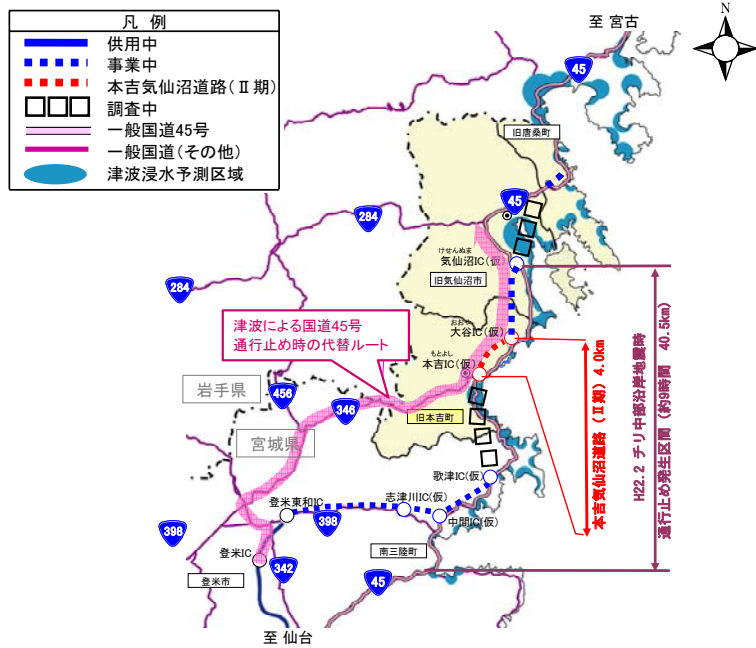 凡 例
供用中
事業中
本吉気仙沼道路(Ⅱ期)
調査中
一般国道45号
一般国道(その他)
津波浸水予測区域
至 宮古
N
45
旧唐桑町
45
284
けせんぬま
気仙沼IC(仮)
284
旧気仙沼市
おおや
大谷IC(仮)
津波による国道45号
通行止め時の代替ルート
もとよし
本吉IC(仮)
岩手県
456
346
旧本吉町
宮城県
歌津IC(仮)
志津川IC(仮)
登米東和IC
398
中間IC(仮)
398
登米IC
南三陸町
342
45
登米市
至 仙台
本吉気仙沼道路(Ⅱ期)4.0km
H22.2 チリ中部沿岸地震時
通行止め発生区間(約9時間 40.5km)